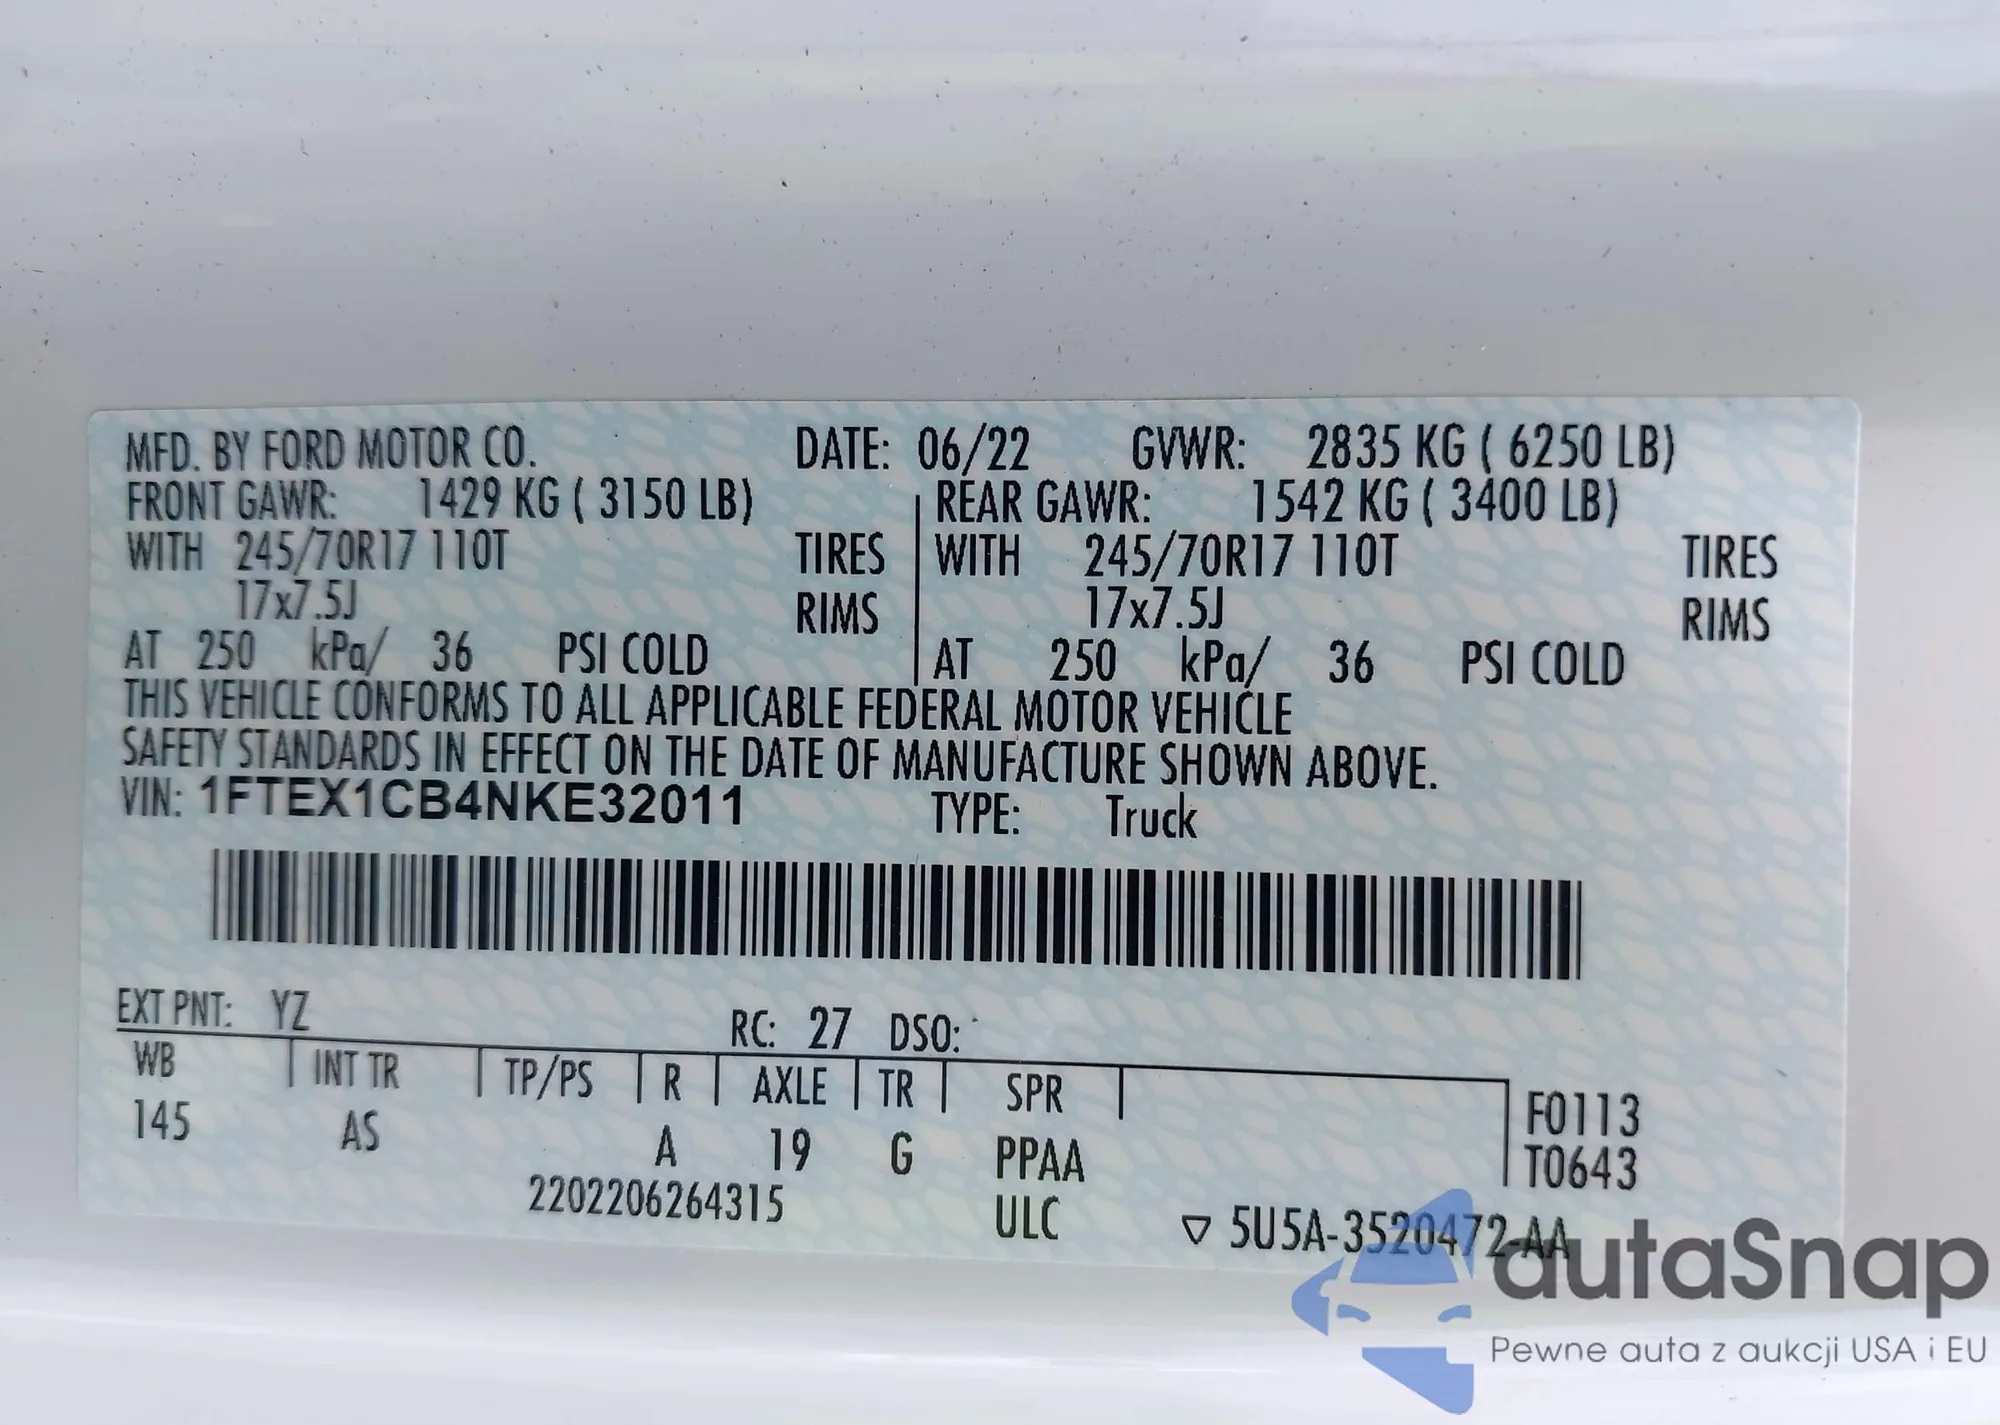 MFD. BY FORD MOTOR CO. DATE: 06/22 GVWR: 2835 KG ( 6250 LB)
FRONT GAWR: 1429 KG ( 3150 LB) REAR GAWR: 1542 KG ( 3400 LB)
WITH 245/70R17 110T TIRES WITH 245/70R17 110T TIRES
17x7.5J RIMS 17x7.5J RIMS
AT 250 kPa/ 36 PSI COLD AT 250 kPa/ 36 PSI COLD
THIS VEHICLE CONFORMS TO ALL APPLICABLE FEDERAL MOTOR VEHICLE
SAFETY STANDARDS IN EFFECT ON THE DATE OF MANUFACTURE SHOWN ABOVE.
VIN: 1FTEX1CB4NKE32011 TYPE: Truck
EXT PNT: YZ RC: 27 DSO:
WB INT TR TP/PS R AXLE TR SPR
145 AS A 19 G PPAA
F0113
T0643
2202206264315 ULC ▽ 5U5A-3520472-AA
autaSnap
Pewne auta z aukcji USA i EU